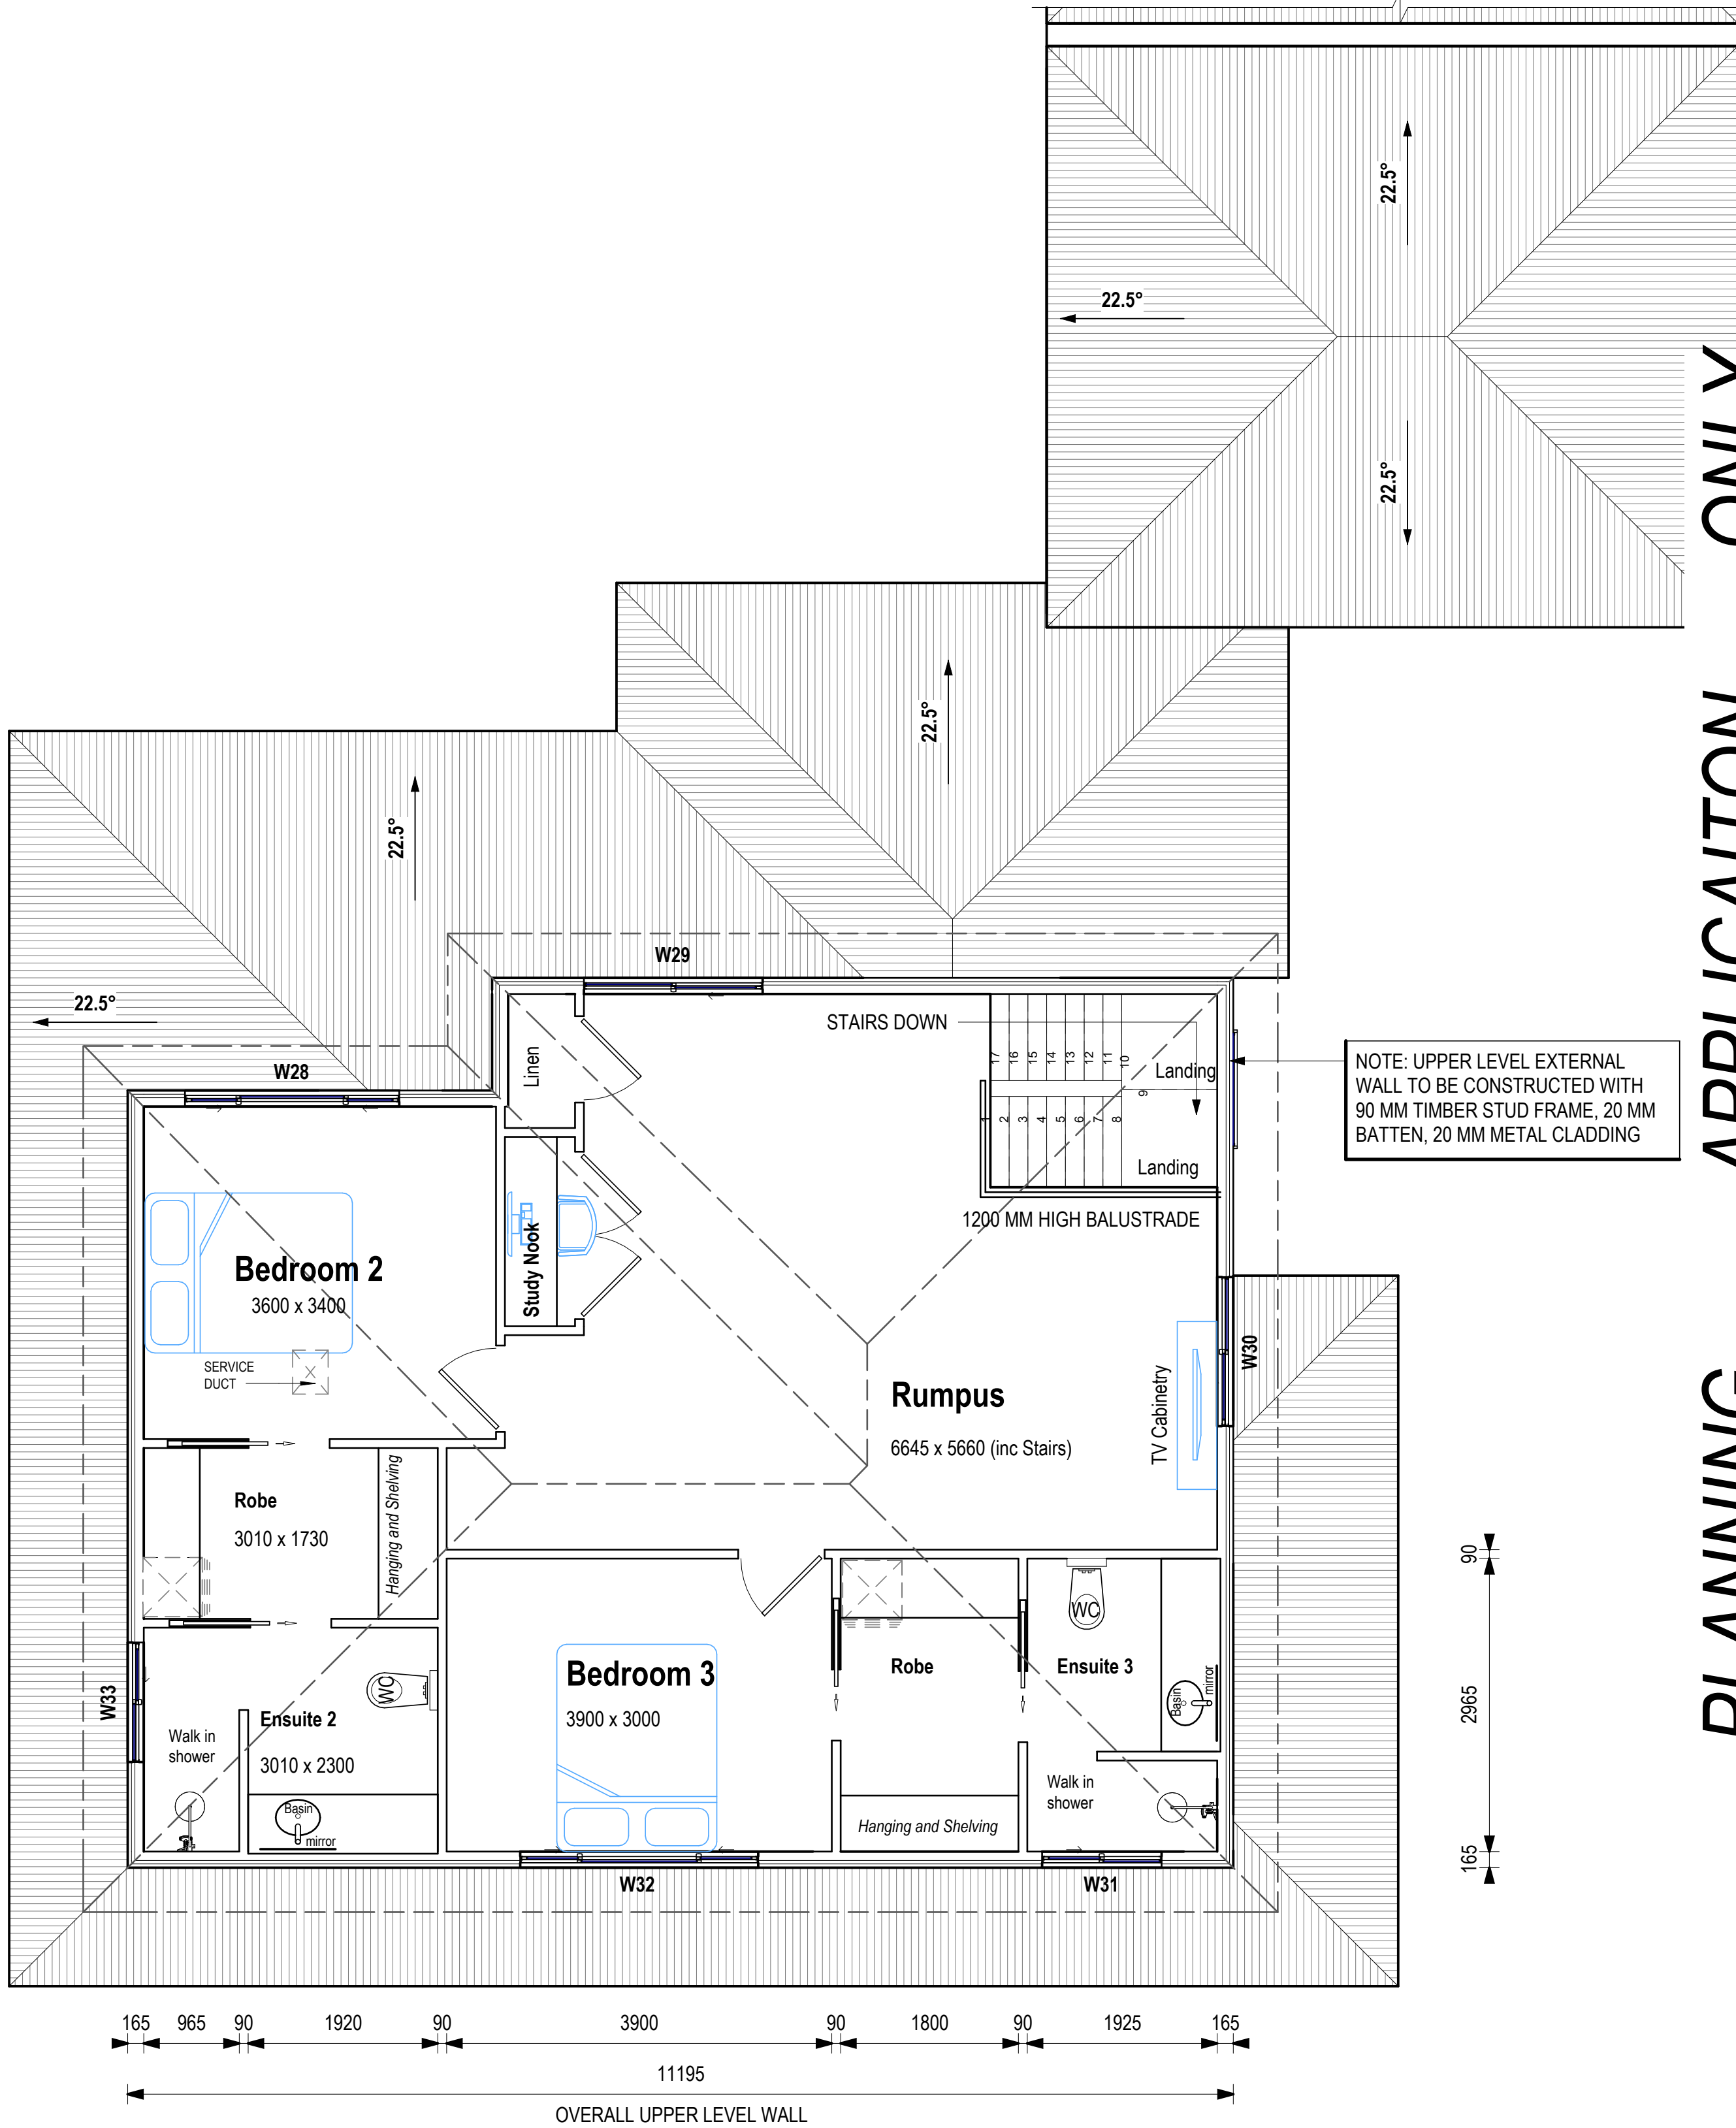 22.5°
22.5°
22.5°
22.5°
22.5°
22.5°
W29
W28
STAIRS DOWN
Linen
17
16
15
14
13
12
11
10
Landing
9
1
2
3
4
5
6
7
8
Landing
1200 MM HIGH BALUSTRADE
NOTE: UPPER LEVEL EXTERNAL
WALL TO BE CONSTRUCTED WITH
90 MM TIMBER STUD FRAME, 20 MM
BATTEN, 20 MM METAL CLADDING
Study Nook
Bedroom 2
3600 x 3400
SERVICE
DUCT
W30
TV Cabinetry
Rumpus
6645 x 5660 (inc Stairs)
Robe
3010 x 1730
Hanging and Shelving
W33
WC
Ensuite 2
3010 x 2300
Walk in
shower
Basin
mirror
Bedroom 3
3900 x 3000
Robe
Hanging and Shelving
WC
Ensuite 3
Basin
mirror
Walk in
shower
W32
W31
90
2965
165
165
965
90
1920
90
3900
90
1800
90
1925
165
11195
OVERALL UPPER LEVEL WALL
PLANNING APPLICAITON ONLY